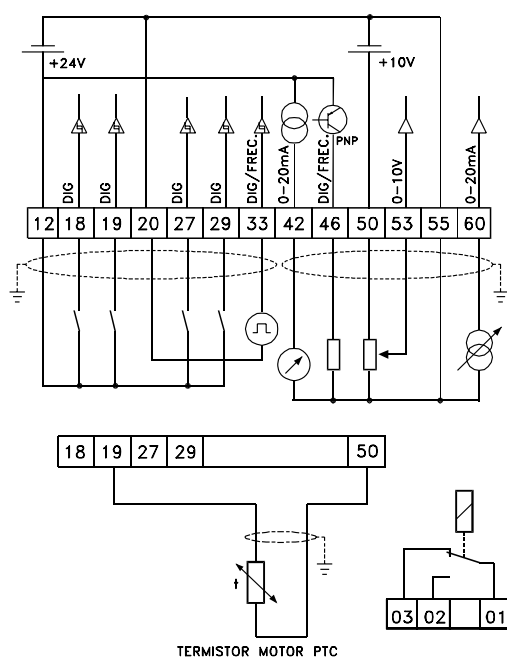 +24V
+10V
PNP
DIG
DIG
DIG
DIG
DIG/FREC.
0-20mA
DIG/FREC.
0-10V
0-20mA
12 18 19 20 27 29 33 42 46 50 53 55 60
18 19 27 29 50
t
03 02 01
TERMISTOR MOTOR PTC